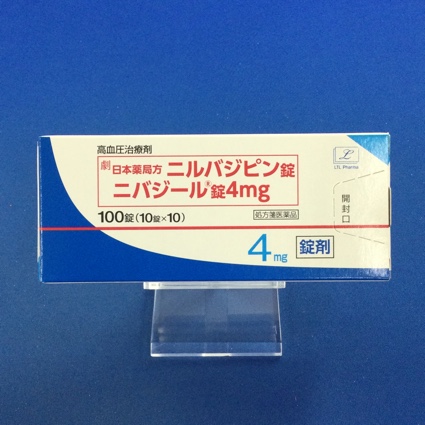 高血圧治療剤
LTL Pharma
劇 日本薬局方 ニルバジピン錠
ニバジール®錠4mg
100錠(10錠×10)
処方箋医薬品
開封口
4mg 錠剤